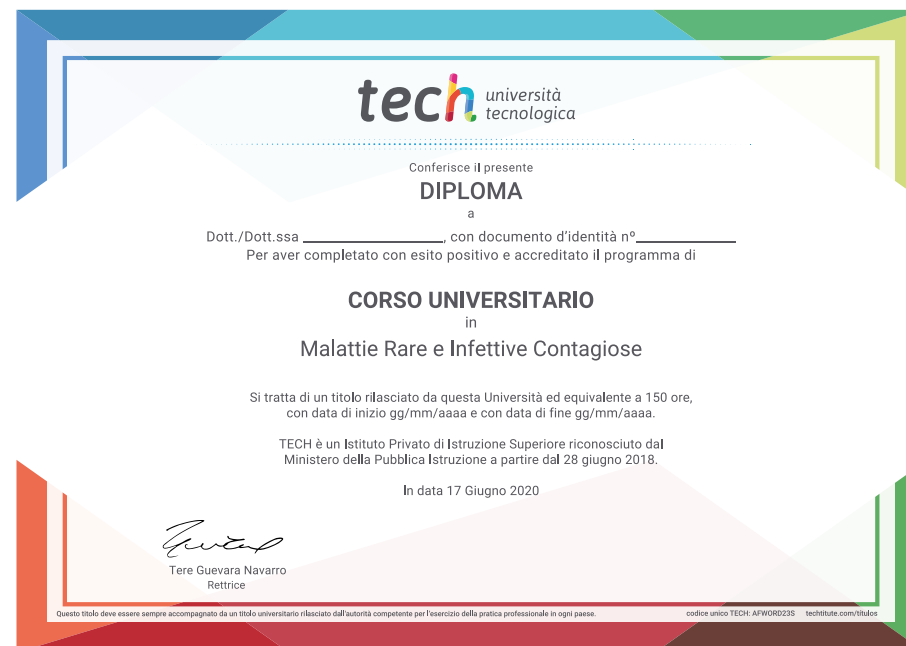 tech università
tecnologica
Conferisce il presente
DIPLOMA
a
Dott./Dott.ssa ____________________, con documento d'identità nº______________
Per aver completato con esito positivo e accreditato il programma di
CORSO UNIVERSITARIO
in
Malattie Rare e Infettive Contagiose
Si tratta di un titolo rilasciato da questa Università ed equivalente a 150 ore,
con data di inizio gg/mm/aaaa e con data di fine gg/mm/aaaa.
TECH è un Istituto Privato di Istruzione Superiore riconosciuto dal
Ministero della Pubblica Istruzione a partire dal 28 giugno 2018.
In data 17 Giugno 2020
Tere Guevara Navarro
Rettrice
Questo titolo deve essere sempre accompagnato da un titolo universitario rilasciato dall'autorità competente per l'esercizio della pratica professionale in ogni paese. codice unico TECH: AFWORD23S techtitute.com/titulos